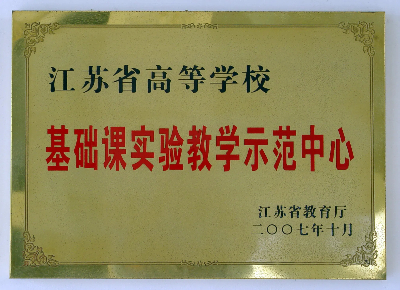 江苏省高等学校
基础课实验教学示范中心
江苏省教育厅
二〇〇七年十月